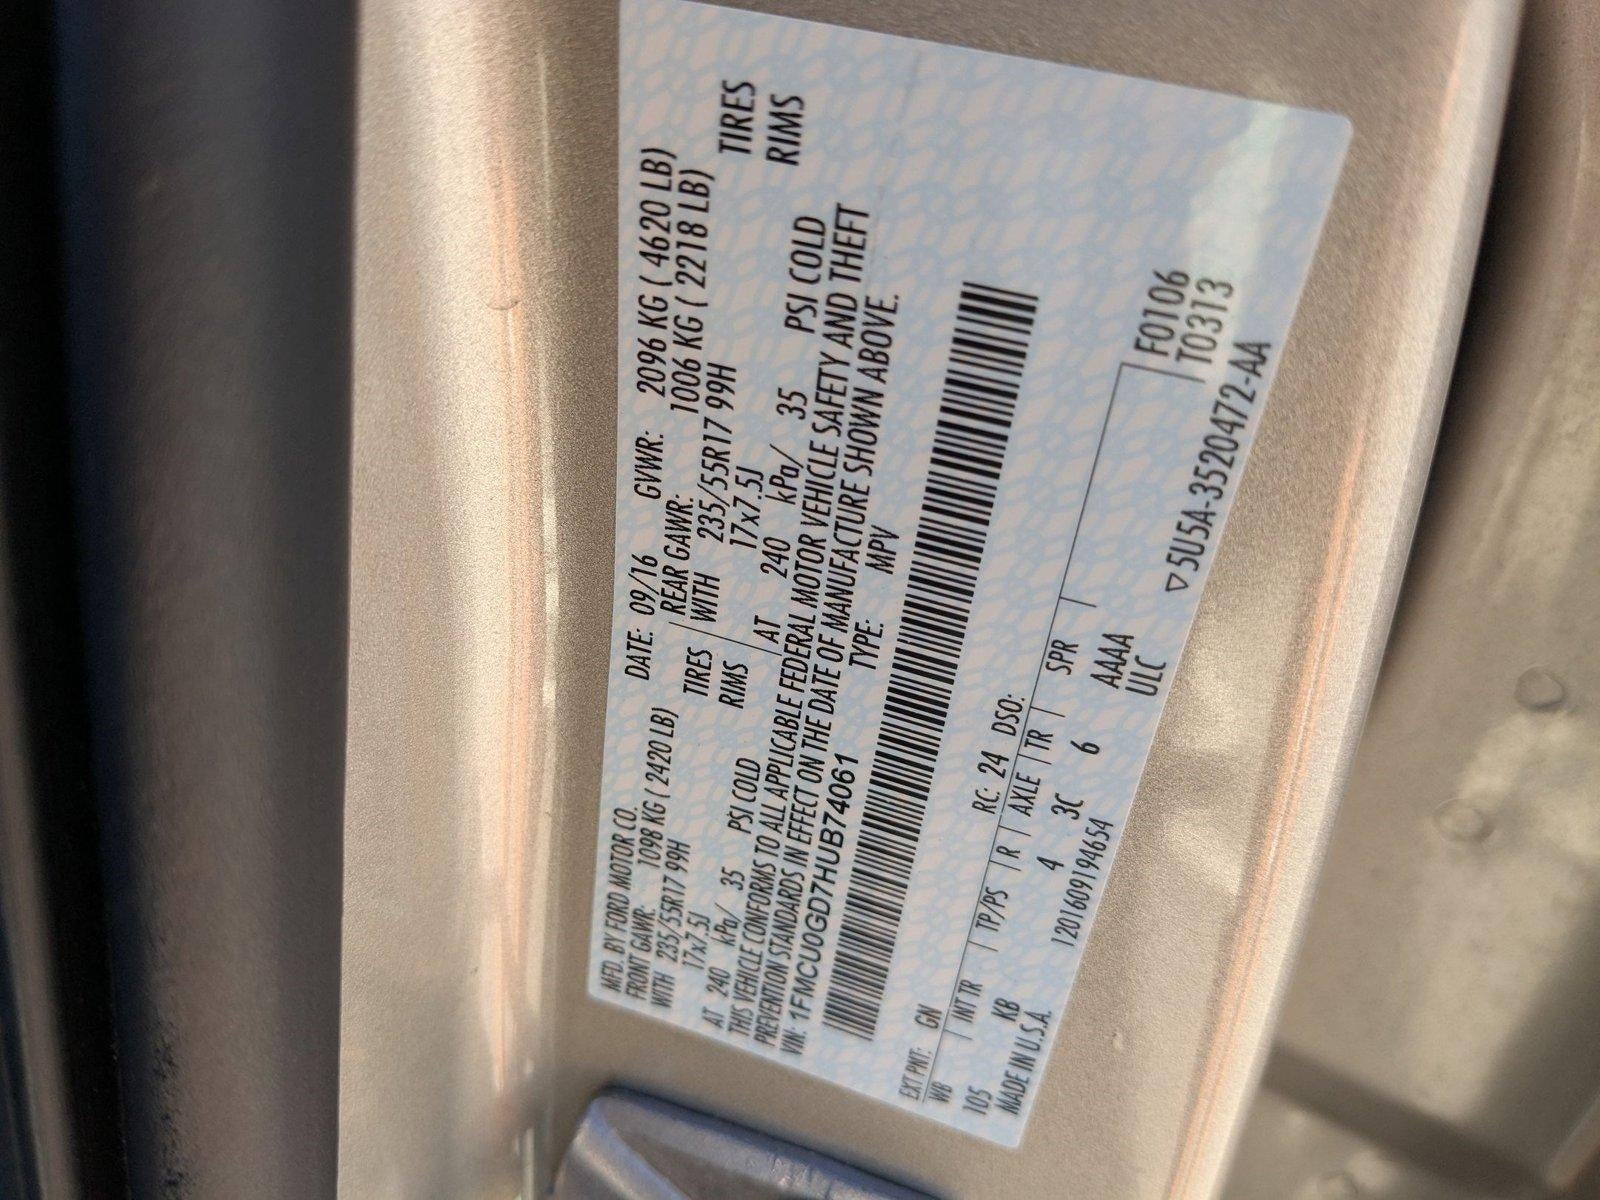 MFD. BY FORD MOTOR CO.
DATE: 09/16 GVWR: 2096 KG ( 4620 LB)
FRONT GAWR: 1098 KG ( 2420 LB) REAR GAWR: 1006 KG ( 2218 LB)
WITH 235/55R17 99H TIRES WITH 235/55R17 99H TIRES
17x7.5J RIMS 17x7.5J RIMS
AT 240 kPa/ 35 PSI COLD AT 240 kPa/ 35 PSI COLD
THIS VEHICLE CONFORMS TO ALL APPLICABLE FEDERAL MOTOR VEHICLE SAFETY AND THEFT
PREVENTION STANDARDS IN EFFECT ON THE DATE OF MANUFACTURE SHOWN ABOVE.
VIN: 1FMCU0GD7HUB74061 TYPE: MPV
EXT PNT: GN RC: 24 DSO: F0106
WB INT TR TP/PS R AXLE TR SPR T0313
105 KB 4 3C 6 AAAA
MADE IN U.S.A. 1201609194654 ULC
▽5U5A-3520472-AA